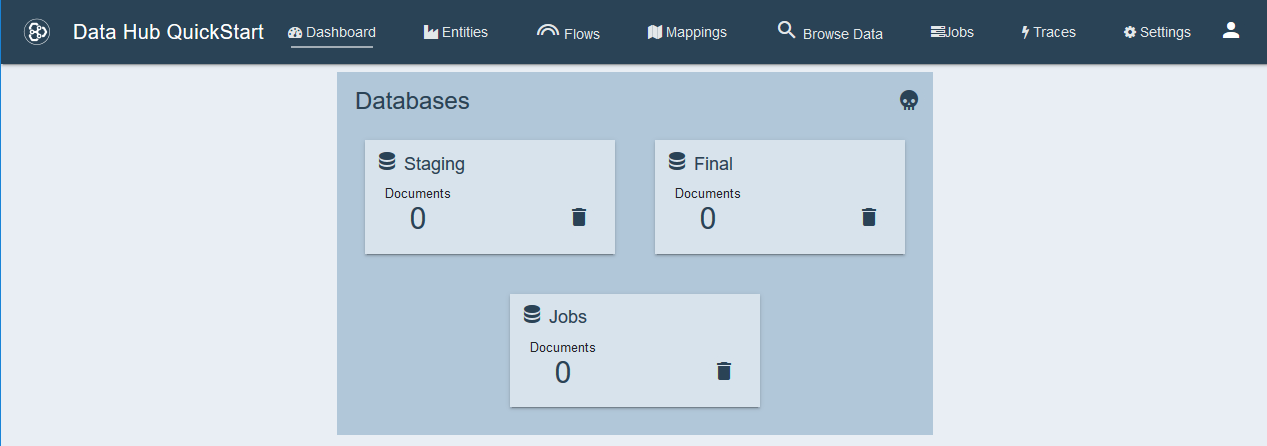 Data Hub QuickStart Dashboard Entities Flows Mappings Browse Data Jobs Traces Settings
Databases
Staging Final
Documents Documents
0 0
Jobs
Documents
0